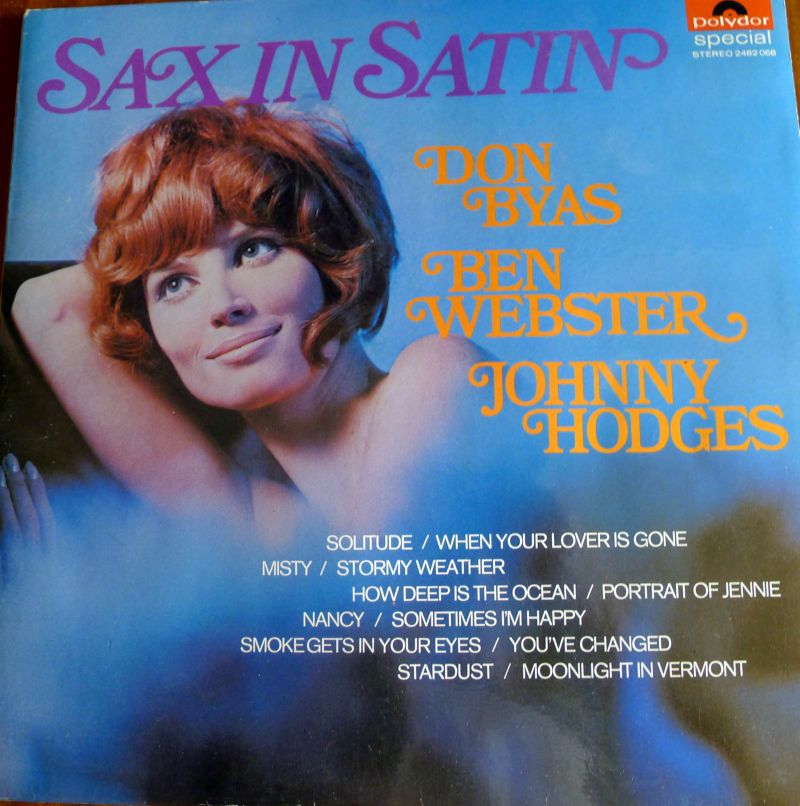 SAX IN SATIN
polydor
special
STEREO 2482 068
DON
BYAS
BEN
WEBSTER
JOHNNY
HODGES
SOLITUDE / WHEN YOUR LOVER IS GONE
MISTY / STORMY WEATHER
HOW DEEP IS THE OCEAN / PORTRAIT OF JENNIE
NANCY / SOMETIMES I'M HAPPY
SMOKE GETS IN YOUR EYES / YOU'VE CHANGED
STARDUST / MOONLIGHT IN VERMONT